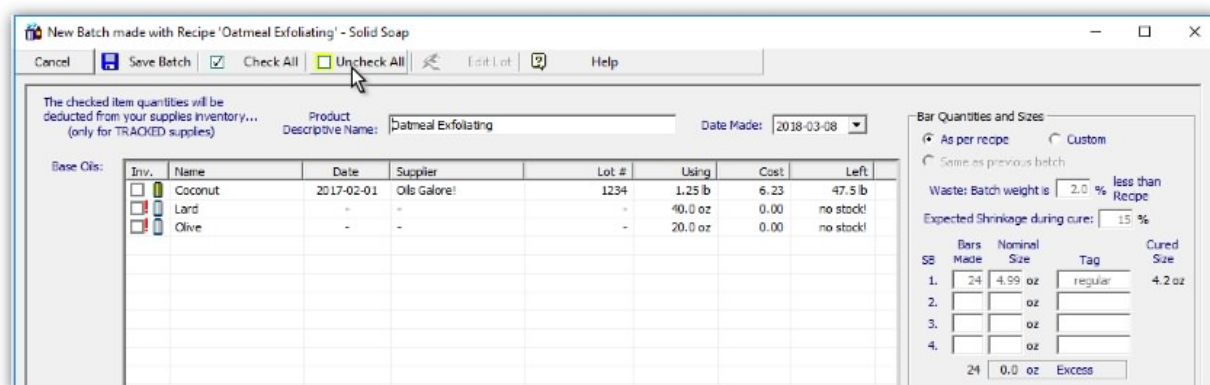 New Batch made with Recipe 'Oatmeal Exfoliating' - Solid Soap
Cancel Save Batch Check All Uncheck All Edit Lot Help
The checked item quantities will be
deducted from your supplies inventory...
(only for TRACKED supplies)
Product
Descriptive Name: Oatmeal Exfoliating
Date Made: 2018-03-08
Base Oils:
Inv. Name Date Supplier Lot # Using Cost Left
Coconut 2017-02-01 Oils Galore! 1234 1.25 lb 6.23 47.5 lb
Lard - - - 40.0 oz 0.00 no stock!
Olive - - - 20.0 oz 0.00 no stock!
Bar Quantities and Sizes
As per recipe Custom
Same as previous batch
Waste: Batch weight is 2.0 % less than
Recipe
Expected Shrinkage during cure: 15 %
Bars Nominal Cured
SB Made Size Tag Size
1. 24 4.99 oz regular 4.2 oz
2. oz
3. oz
4. oz
24 0.0 oz Excess